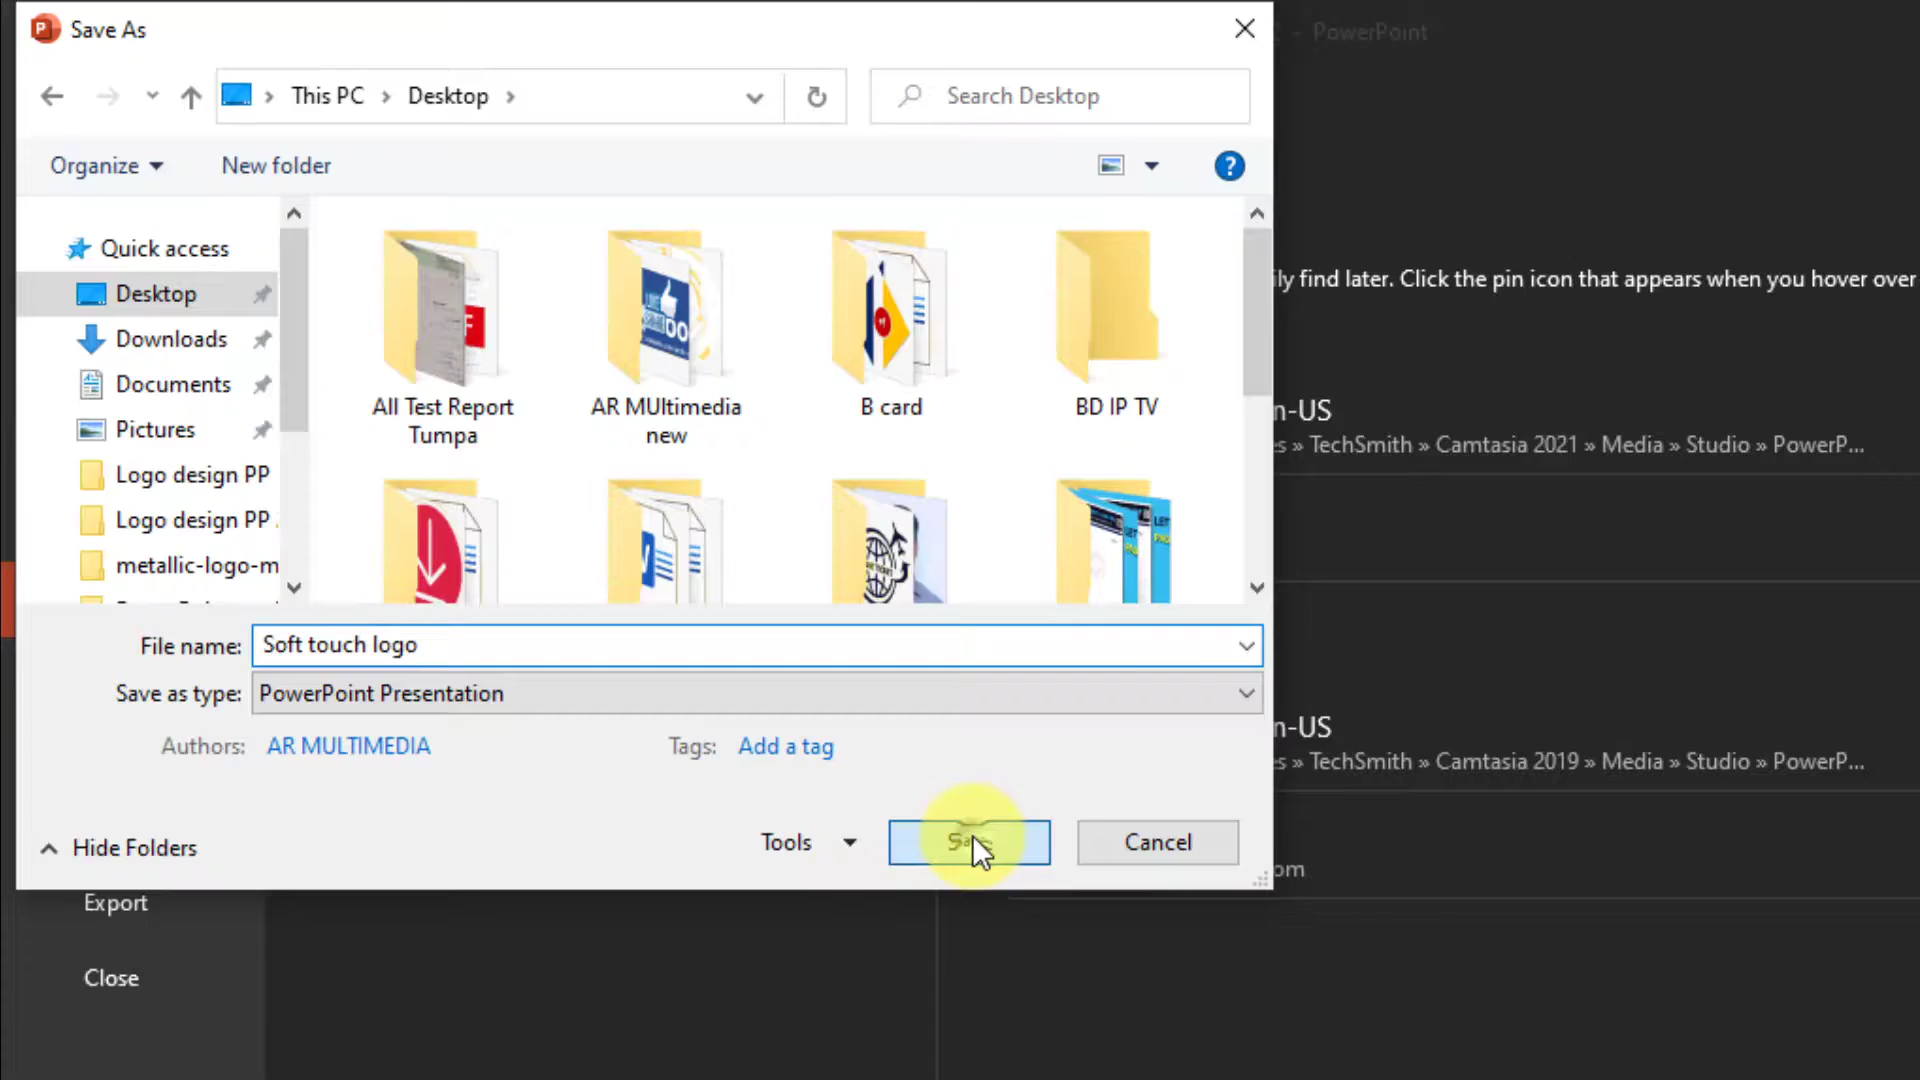 Save As
- PowerPoint
This PC
Desktop
Search Desktop
Organize
New folder
?
Quick access
Desktop
Downloads
Documents
Pictures
Logo design PP
Logo design PP
metallic-logo-m
All Test Report
Tumpa
AR MUltimedia
new
B card
BD IP TV
ily find later. Click the pin icon that appears when you hover over
n-US
es » TechSmith » Camtasia 2021 » Media » Studio » PowerP...
File name:
Soft touch logo
Save as type:
PowerPoint Presentation
n-US
es » TechSmith » Camtasia 2019 » Media » Studio » PowerP...
Authors:
AR MULTIMEDIA
Tags:
Add a tag
Hide Folders
Tools
Save
Cancel
om
Export
Close